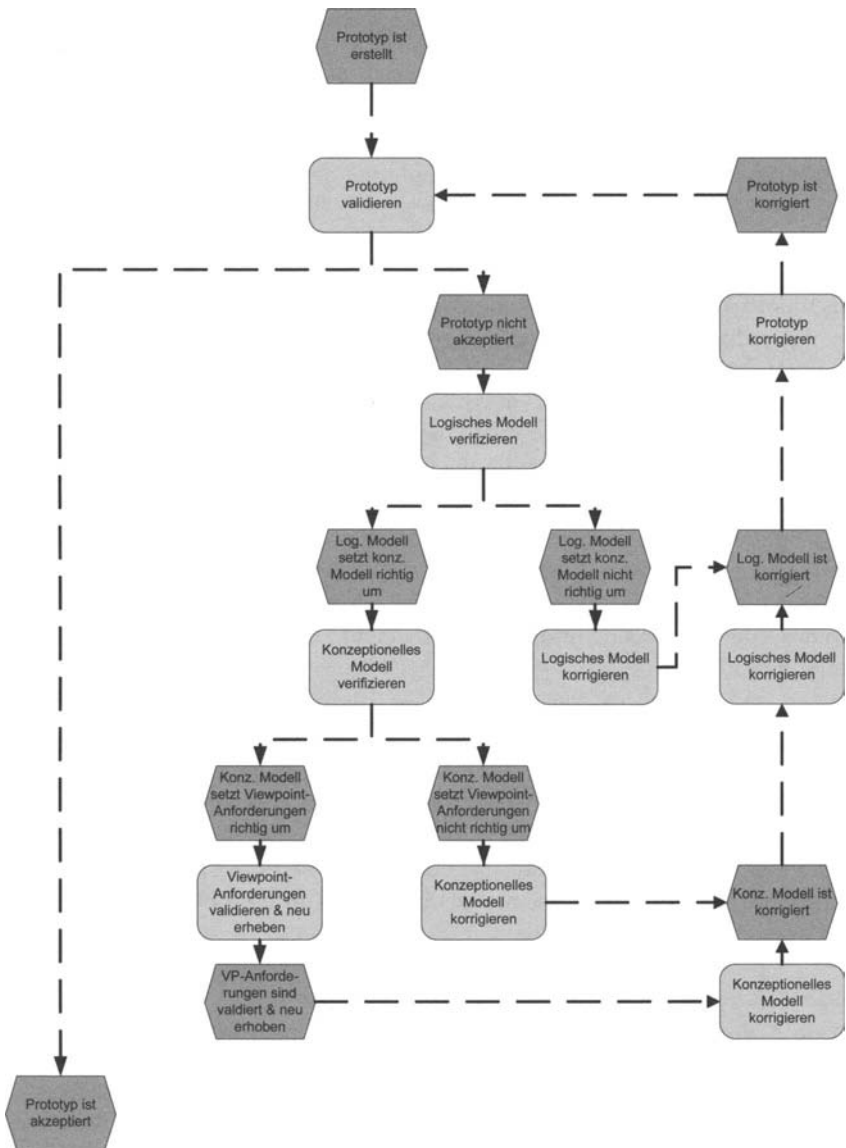 Prototyp ist
erstellt
Prototyp
validieren
Prototyp ist
korrigiert
Prototyp nicht
akzeptiert
Prototyp
korrigieren
Logisches Modell
verifizieren
Log. Modell
setzt konz.
Modell richtig
um
Log. Modell
setzt konz.
Modell nicht
richtig um
Log. Modell ist
korrigiert
Konzeptionelles
Modell
verifizieren
Logisches Modell
korrigieren
Logisches Modell
korrigieren
Konz. Modell
setzt Viewpoint-
Anforderungen
richtig um
Konz. Modell
setzt Viewpoint-
Anforderungen
nicht richtig um
Viewpoint-
Anforderungen
validieren & neu
erheben
Konzeptionelles
Modell
korrigieren
Konz. Modell ist
korrigiert
VP-Anforde-
rungen sind
valdiert & neu
erhoben
Konzeptionelles
Modell
korrigieren
Prototyp ist
akzeptiert